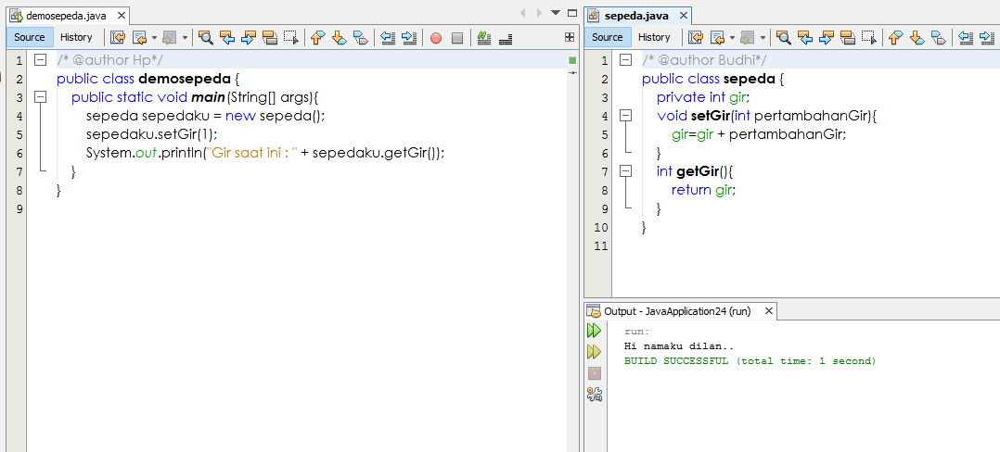 demosepeda.java
Source History
1 /* @author Hp*/
2 public class demosepeda {
3 public static void main(String[] args){
4 sepeda sepedaku = new sepeda();
5 sepedaku.setGir(1);
6 System.out.println("Gir saat ini : " + sepedaku.getGir());
7 }
8 }
9
sepeda.java
Source History
1 /* @author Budhi*/
2 public class sepeda {
3 private int gir;
4 void setGir(int pertambahanGir){
5 gir=gir + pertambahanGir;
6 }
7 int getGir(){
8 return gir;
9 }
10 }
11
Output - JavaApplication24 (run)
run:
Hi namaku dilan..
BUILD SUCCESSFUL (total time: 1 second)